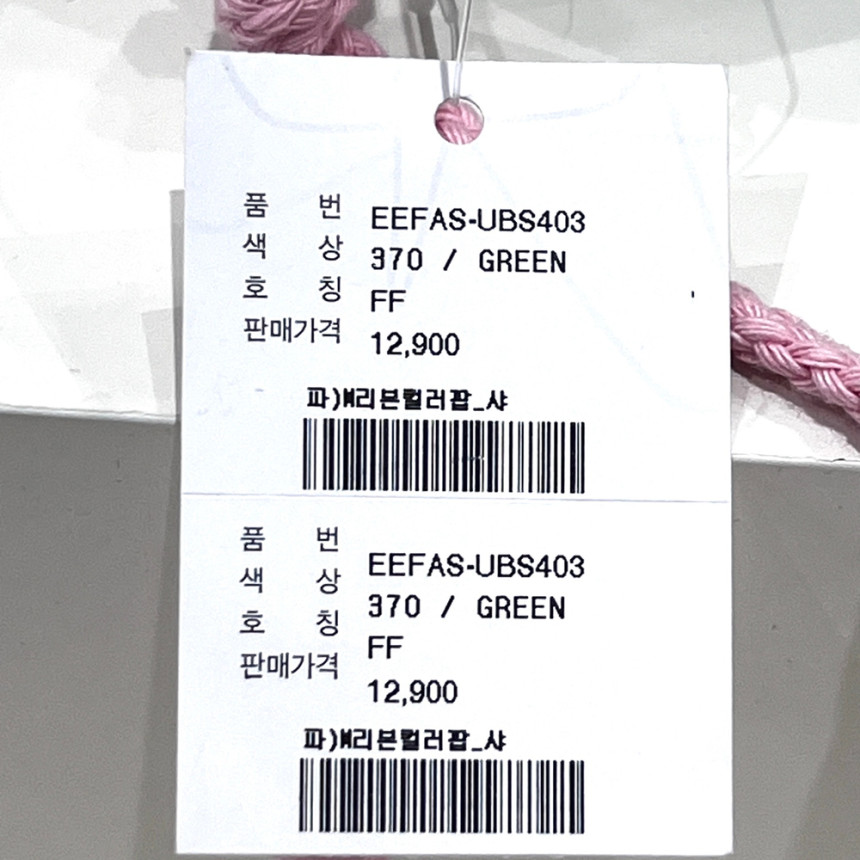 품 번 EEFAS-UBS403
색 상 370 / GREEN
호 칭 FF
판매가격 12,900
파)M리본컬러팝_샤
품 번 EEFAS-UBS403
색 상 370 / GREEN
호 칭 FF
판매가격 12,900
파)M리본컬러팝_샤